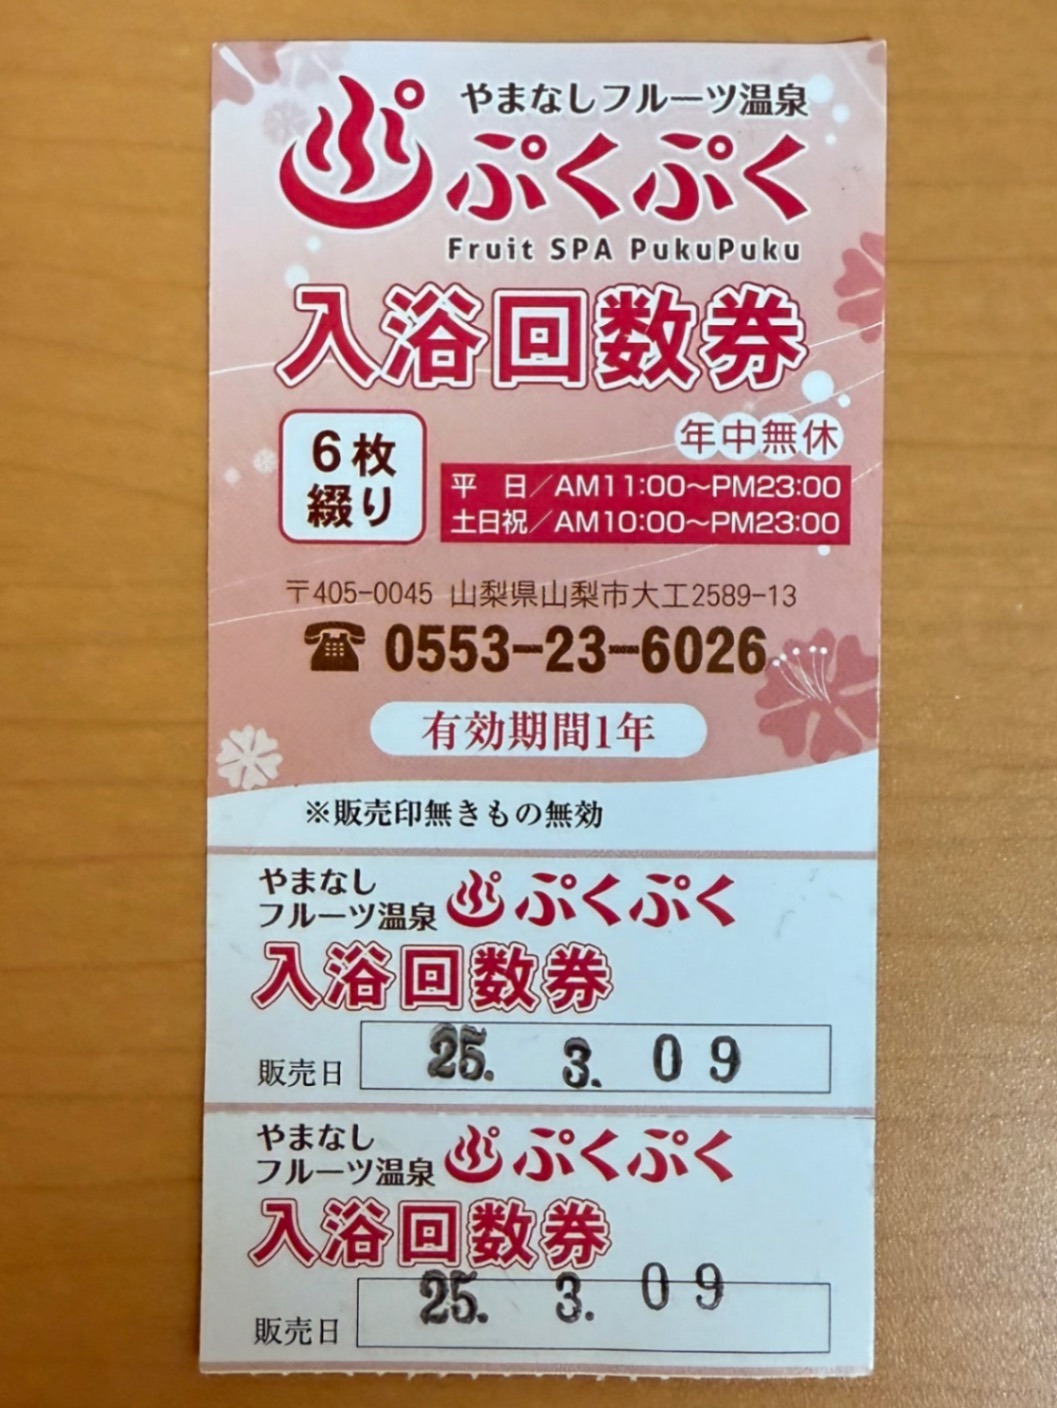 やまなしフルーツ温泉
ぷくぷく
Fruit SPA PukuPuku
入浴回数券
6枚
綴り
年中無休
平 日/AM11:00〜PM23:00
土日祝/AM10:00〜PM23:00
〒405-0045 山梨県山梨市大工2589-13
☎ 0553-23-6026
有効期間1年
※販売印無きもの無効
やまなし
フルーツ温泉 ぷくぷく
入浴回数券
販売日 25. 3. 09
やまなし
フルーツ温泉 ぷくぷく
入浴回数券
販売日 25. 3. 09